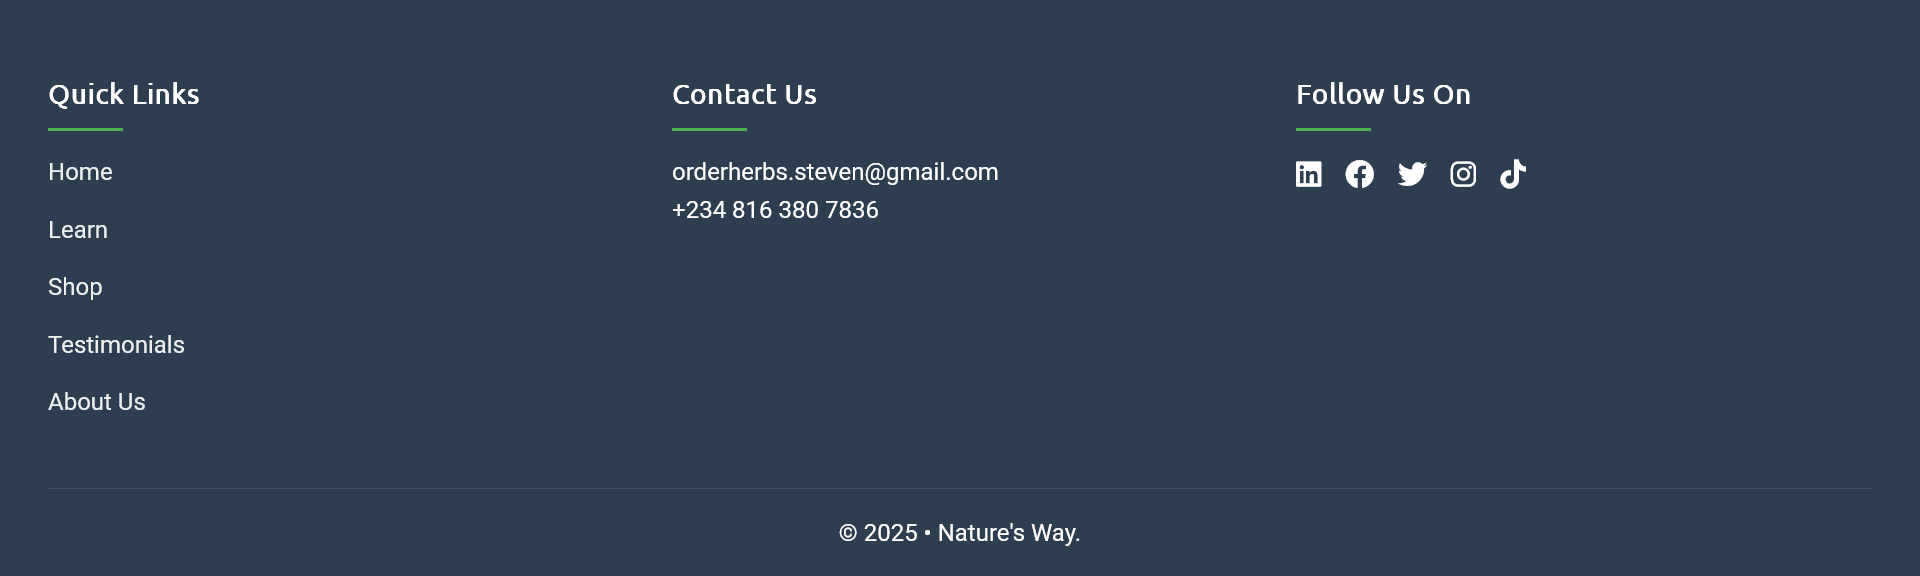 Quick Links
Home
Learn
Shop
Testimonials
About Us
Contact Us
orderherbs.steven@gmail.com
+234 816 380 7836
Follow Us On
© 2025 • Nature's Way.